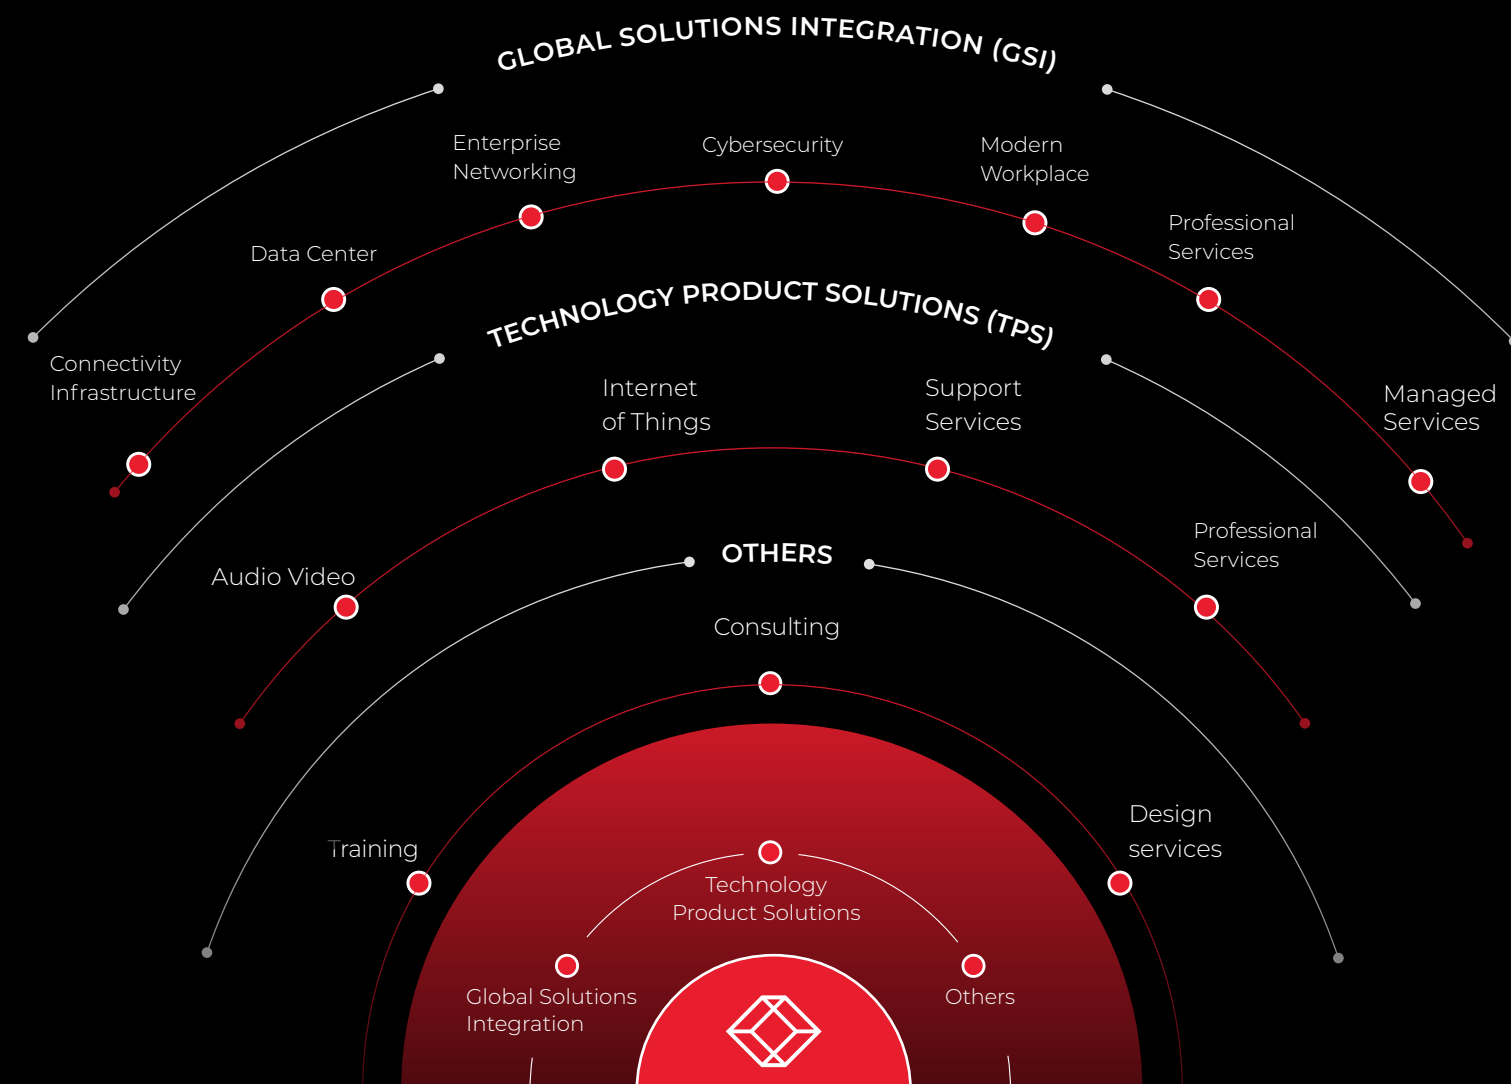 GLOBAL SOLUTIONS INTEGRATION (GSI)
Enterprise
Networking
Cybersecurity
Modern
Workplace
Professional
Services
Data Center
Connectivity
Infrastructure
Managed
Services
TECHNOLOGY PRODUCT SOLUTIONS (TPS)
Internet
of Things
Support
Services
Professional
Services
Audio Video
OTHERS
Consulting
Training
Design
services
Technology
Product Solutions
Global Solutions
Integration
Others